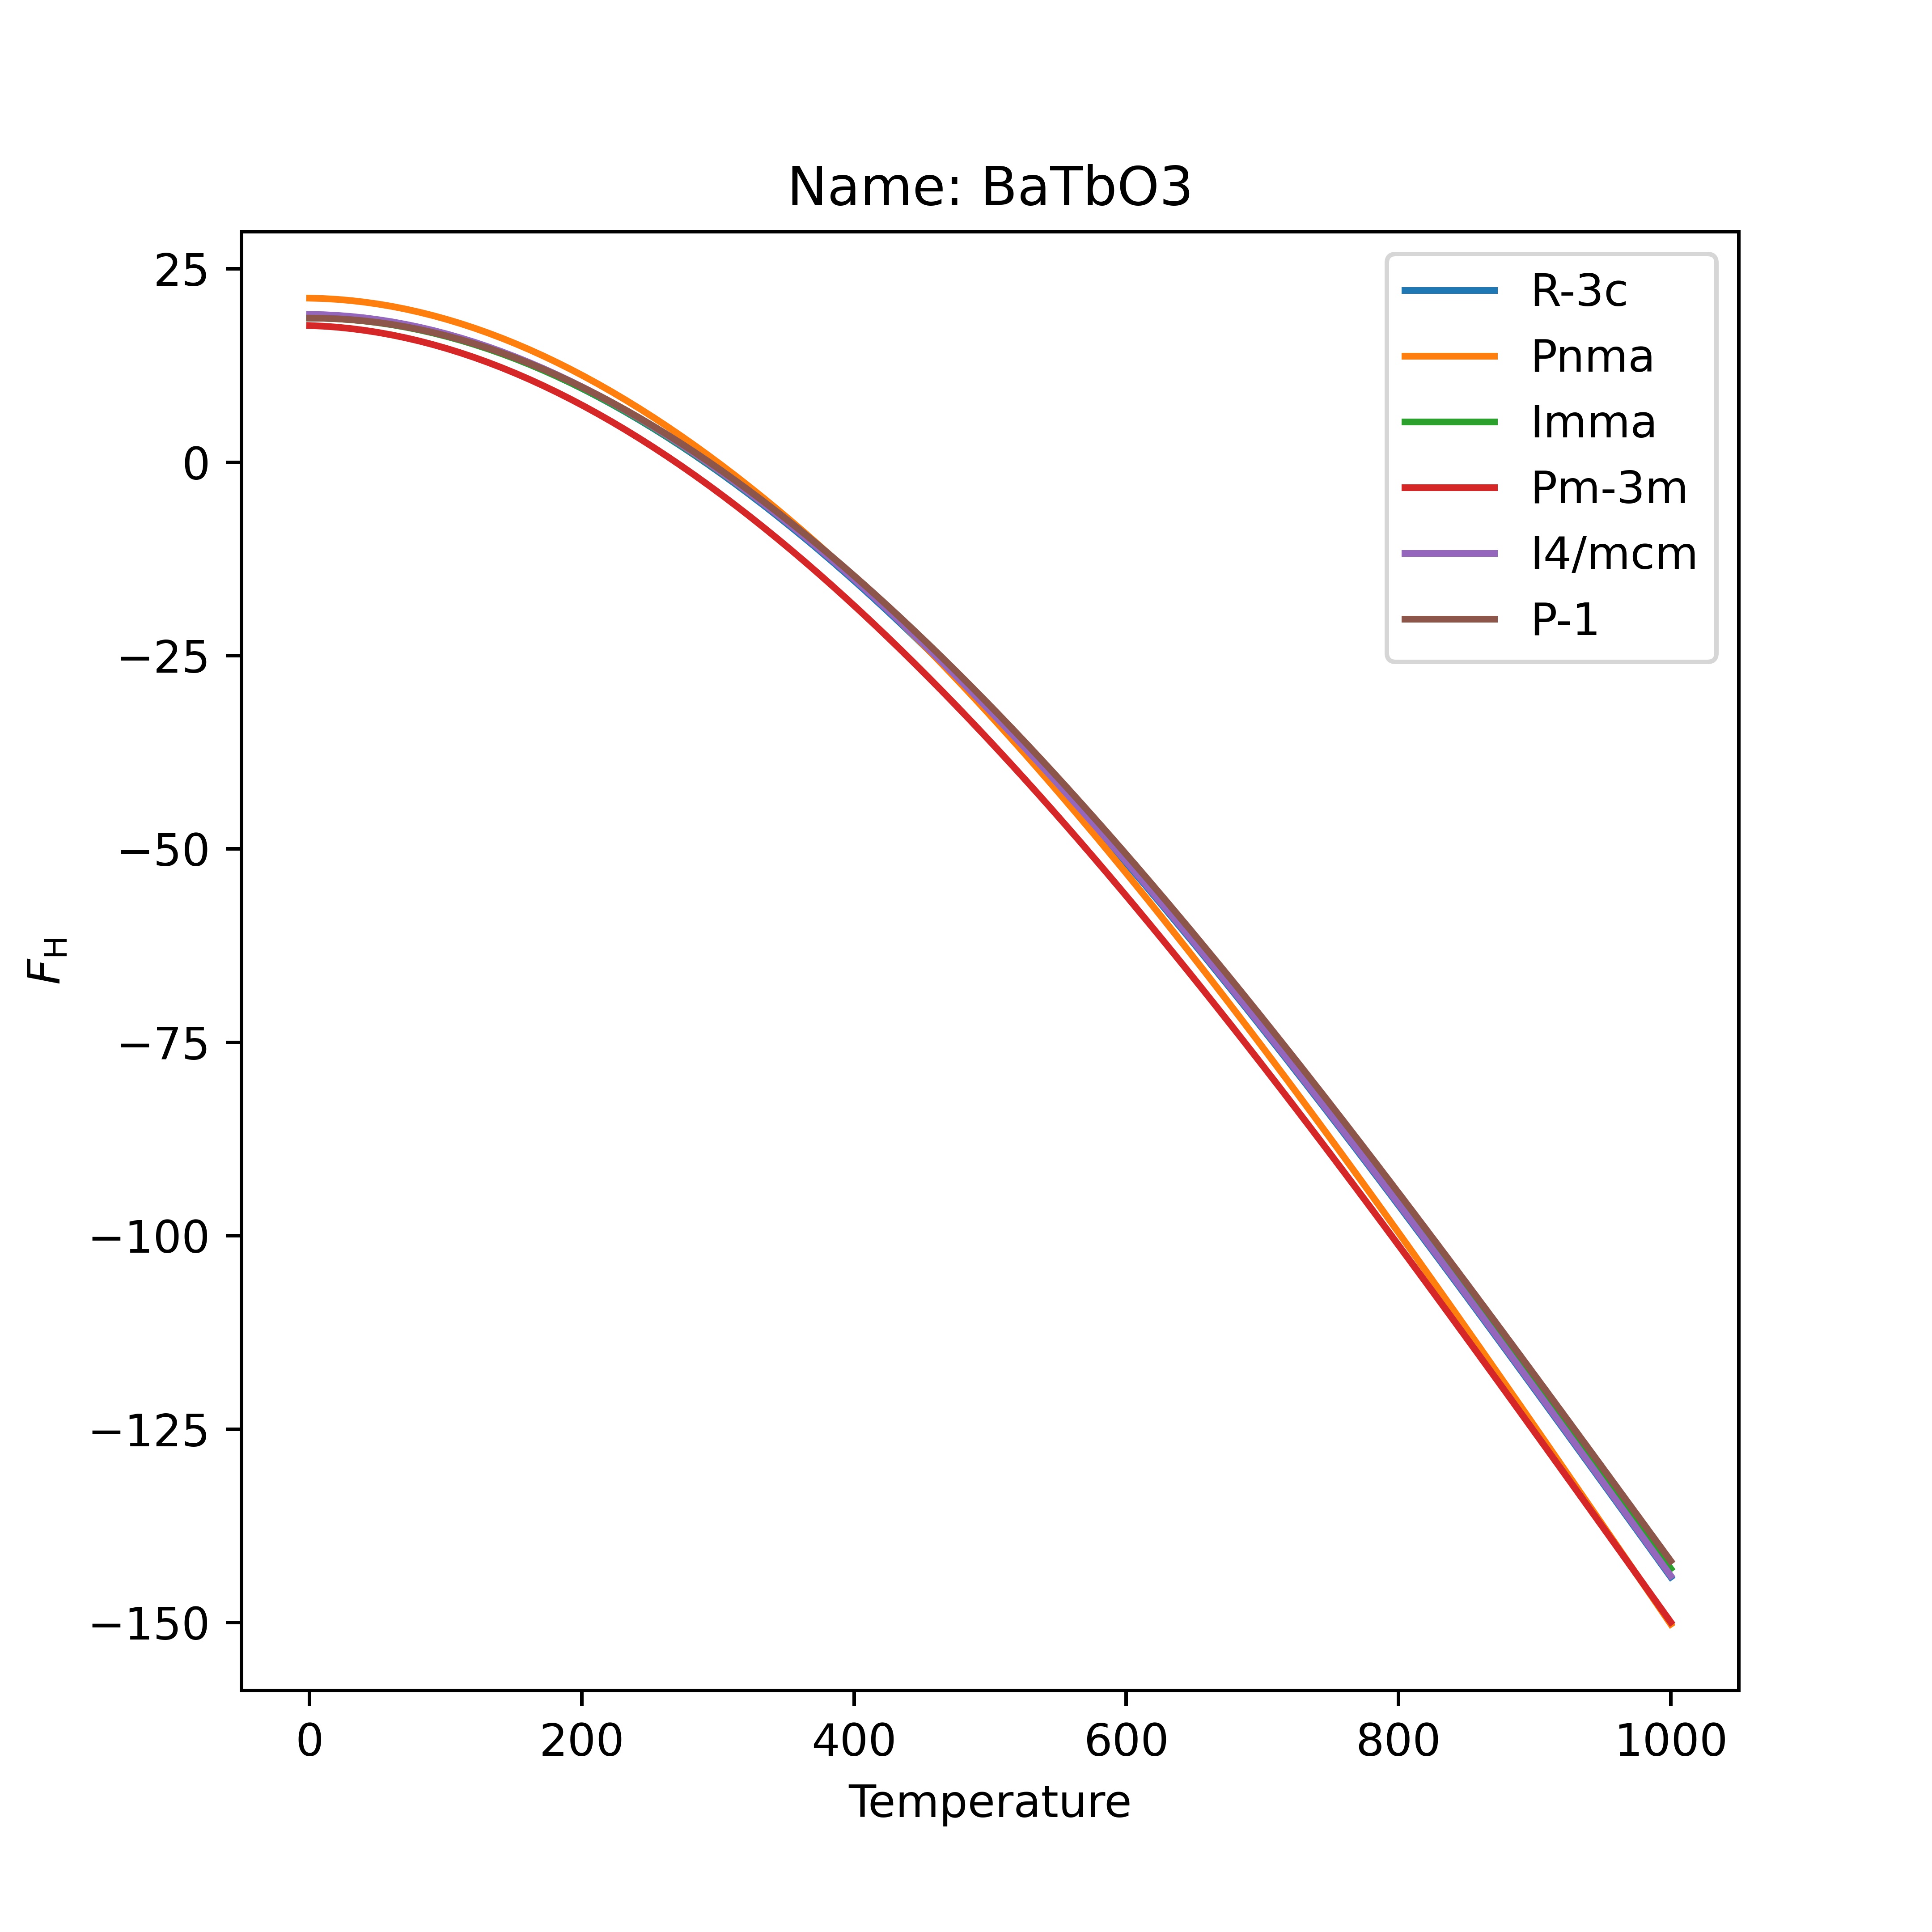 Name: BaTbO3
25
0
−25
−50
−75
−100
−125
−150
F_H
0 200 400 600 800 1000
Temperature
R-3c
Pnma
Imma
Pm-3m
I4/mcm
P-1